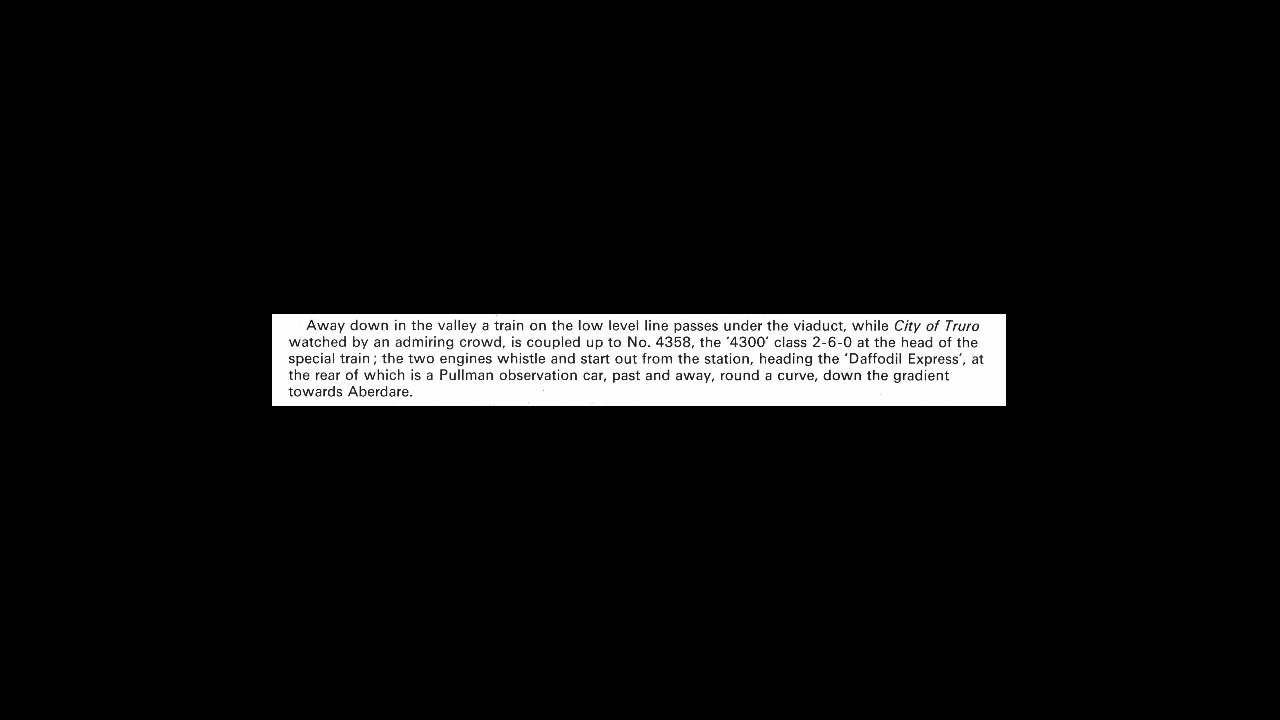 Away down in the valley a train on the low level line passes under the viaduct, while City of Truro
watched by an admiring crowd, is coupled up to No. 4358, the '4300' class 2-6-0 at the head of the
special train; the two engines whistle and start out from the station, heading the 'Daffodil Express', at
the rear of which is a Pullman observation car, past and away, round a curve, down the gradient
towards Aberdare.